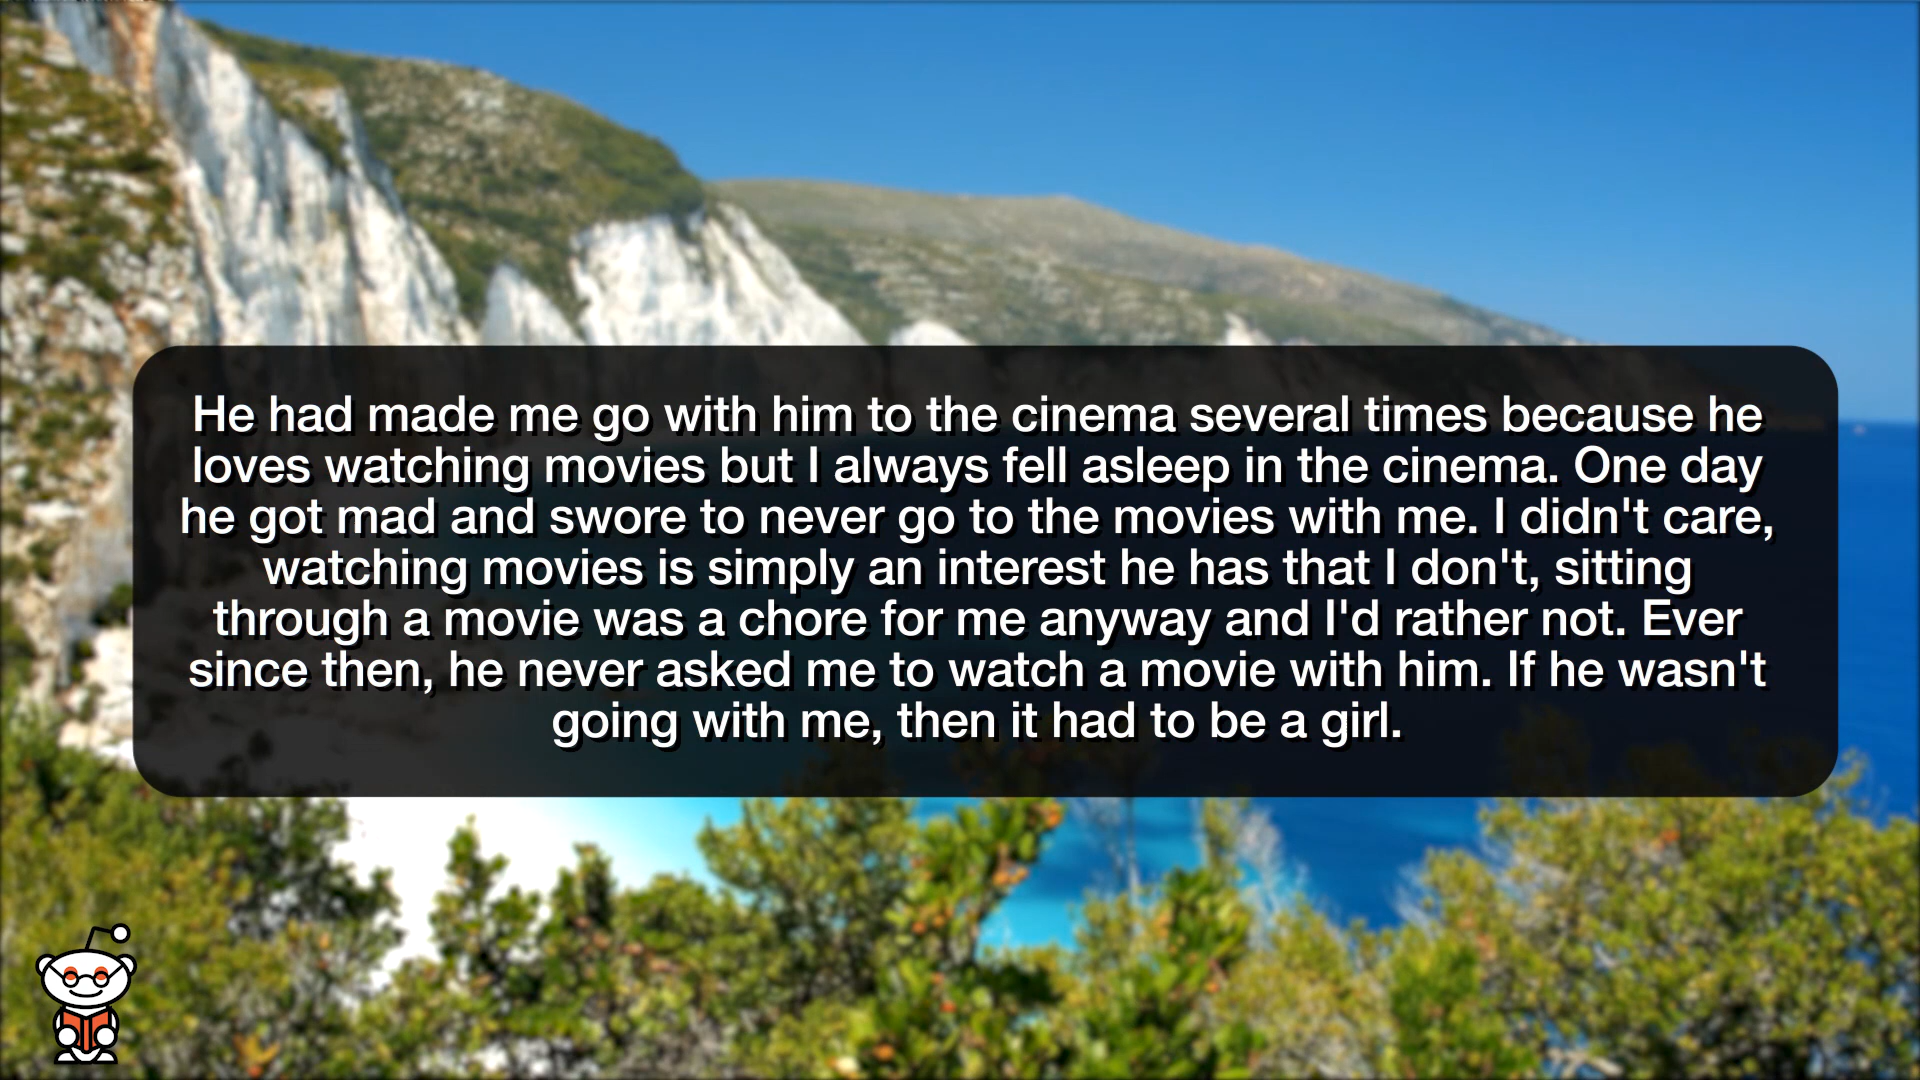 He had made me go with him to the cinema several times because he
loves watching movies but I always fell asleep in the cinema. One day
he got mad and swore to never go to the movies with me. I didn't care,
watching movies is simply an interest he has that I don't, sitting
through a movie was a chore for me anyway and I'd rather not. Ever
since then, he never asked me to watch a movie with him. If he wasn't
going with me, then it had to be a girl.